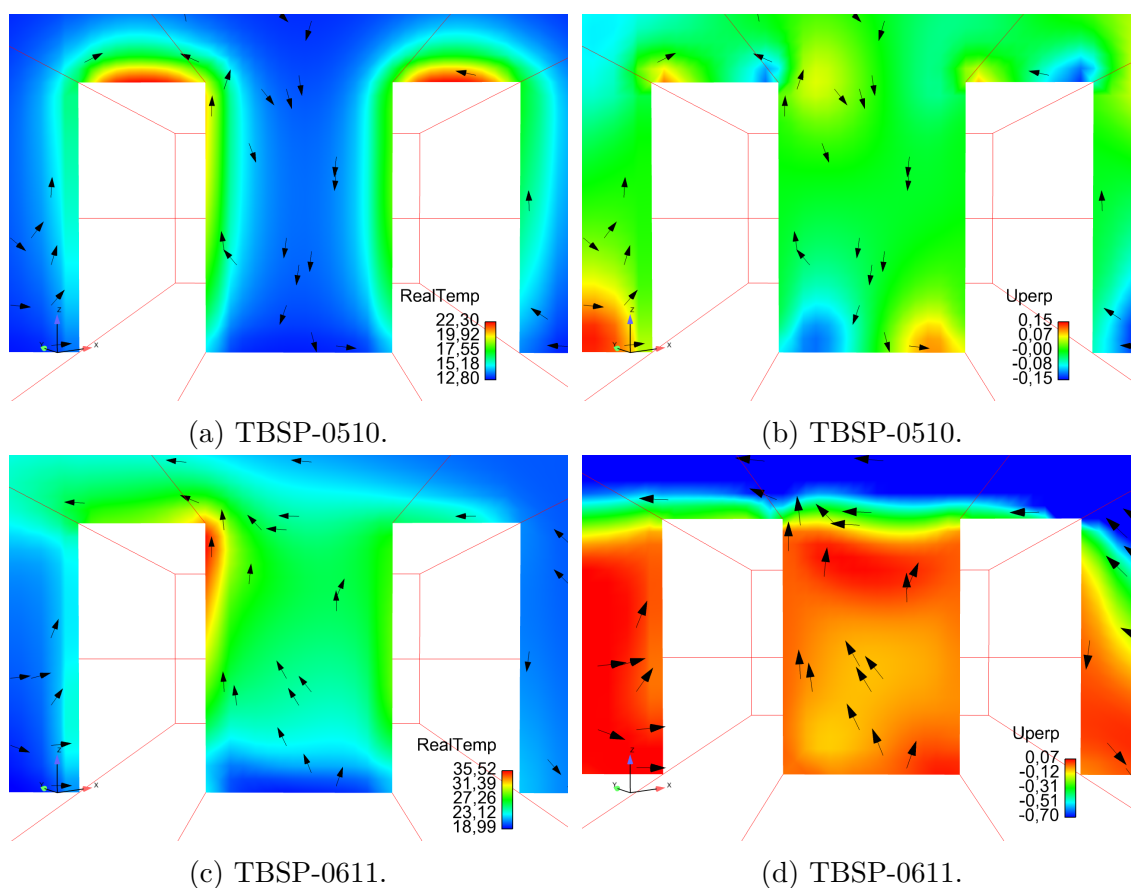 RealTemp
22,30
19,92
17,55
15,18
12,80
z
x
(a) TBSP-0510.
Uperp
0,15
0,07
-0,00
-0,08
-0,15
z
x
(b) TBSP-0510.
RealTemp
35,52
31,39
27,26
23,12
18,99
z
x
(c) TBSP-0611.
Uperp
0,07
-0,12
-0,31
-0,51
-0,70
z
Y
x
(d) TBSP-0611.